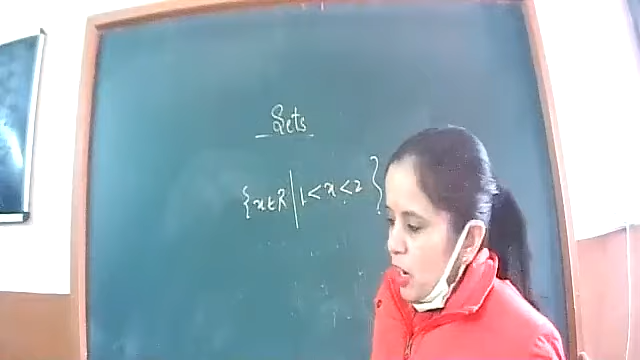 Sets
{x∈R | 1<x<2}